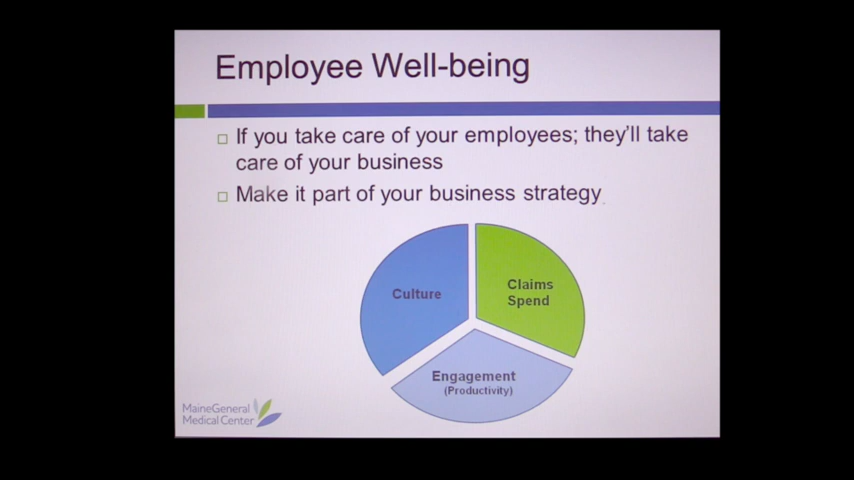 Employee Well-being
If you take care of your employees; they'll take
care of your business
Make it part of your business strategy
Culture
Claims
Spend
Engagement
(Productivity)
MaineGeneral
Medical Center